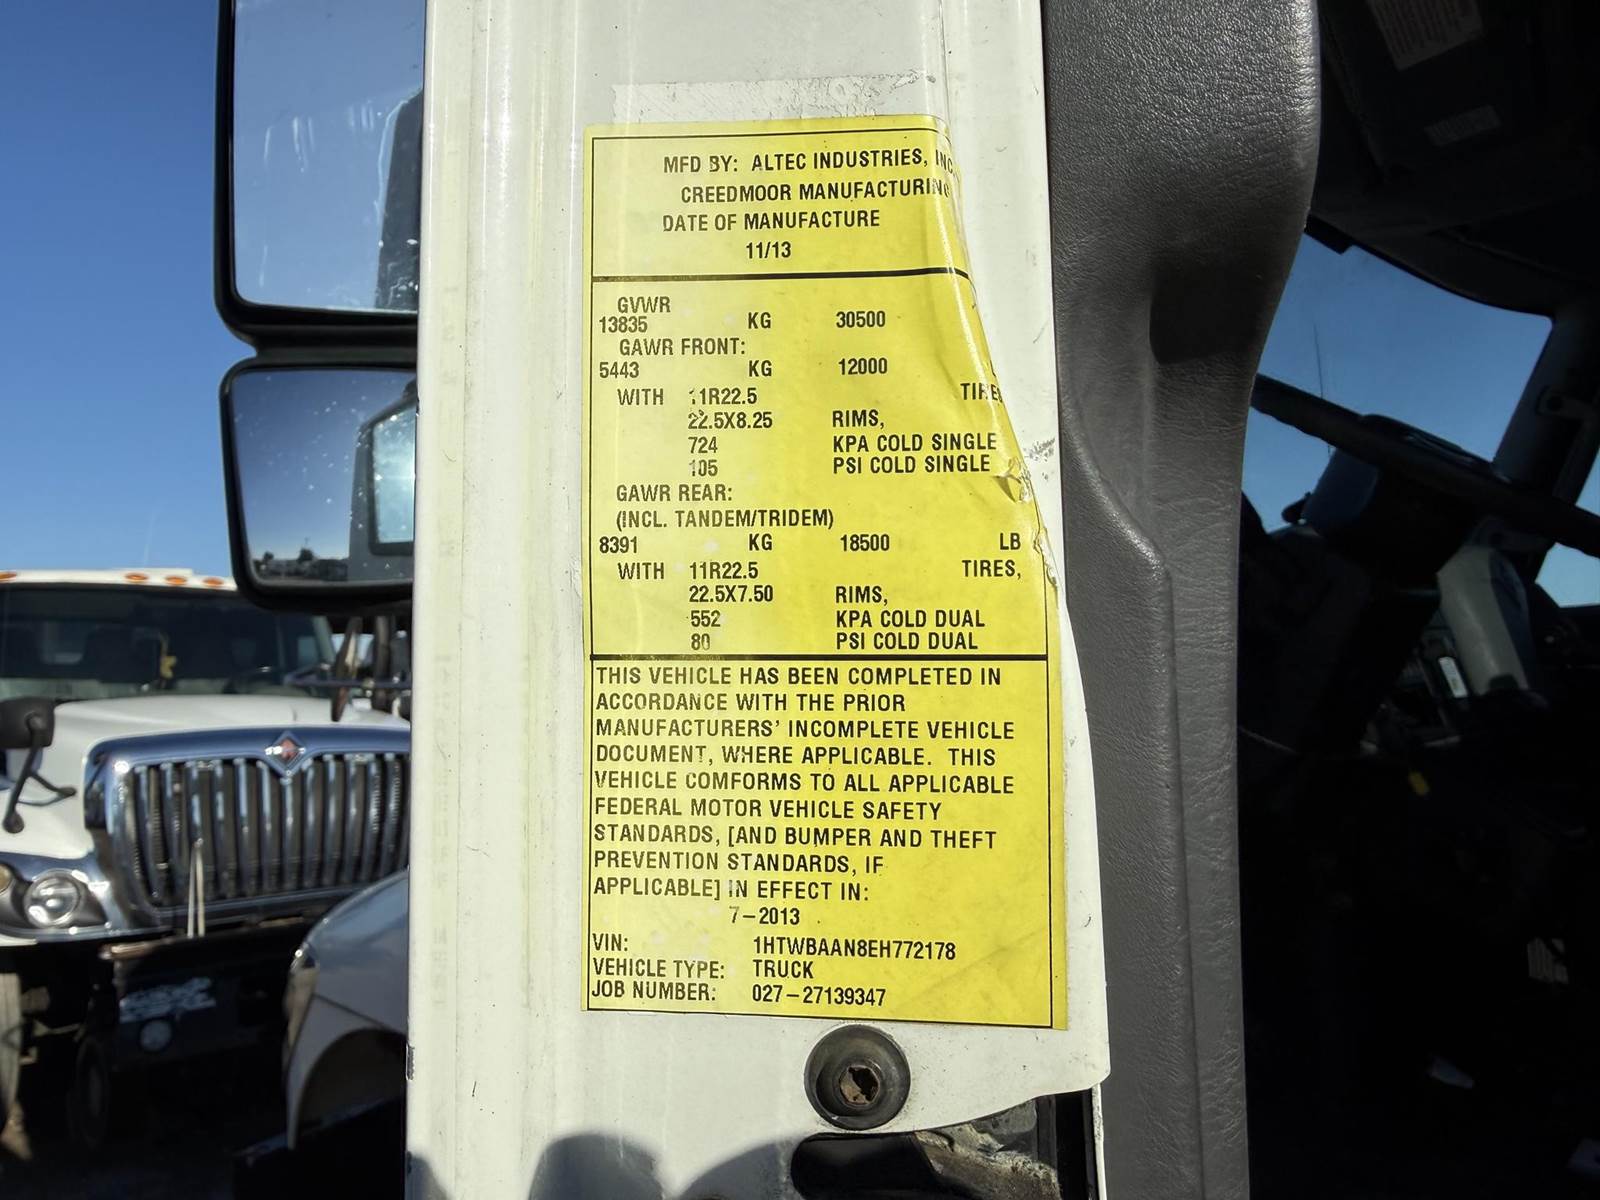 MFD BY: ALTEC INDUSTRIES, INC.
CREEDMOOR MANUFACTURING
DATE OF MANUFACTURE
11/13
GVWR
13835 KG 30500
GAWR FRONT:
5443 KG 12000
WITH 11R22.5 TIRES
22.5X8.25 RIMS,
724 KPA COLD SINGLE
105 PSI COLD SINGLE
GAWR REAR:
(INCL. TANDEM/TRIDEM)
8391 KG 18500 LB
WITH 11R22.5 TIRES,
22.5X7.50 RIMS,
552 KPA COLD DUAL
80 PSI COLD DUAL
THIS VEHICLE HAS BEEN COMPLETED IN
ACCORDANCE WITH THE PRIOR
MANUFACTURERS' INCOMPLETE VEHICLE
DOCUMENT, WHERE APPLICABLE. THIS
VEHICLE COMFORMS TO ALL APPLICABLE
FEDERAL MOTOR VEHICLE SAFETY
STANDARDS, [AND BUMPER AND THEFT
PREVENTION STANDARDS, IF
APPLICABLE] IN EFFECT IN:
7-2013
VIN: 1HTWBAAN8EH772178
VEHICLE TYPE: TRUCK
JOB NUMBER: 027-27139347